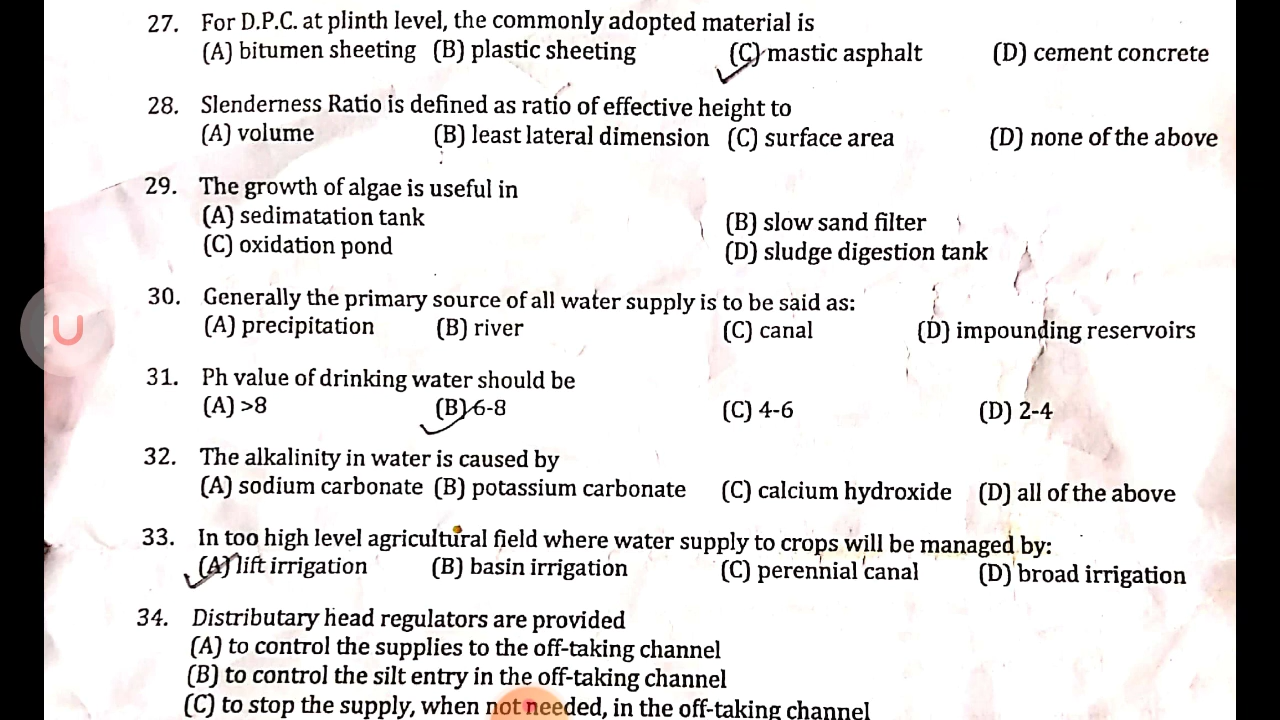 27. For D.P.C. at plinth level, the commonly adopted material is
(A) bitumen sheeting (B) plastic sheeting (C) mastic asphalt (D) cement concrete
28. Slenderness Ratio is defined as ratio of effective height to
(A) volume (B) least lateral dimension (C) surface area (D) none of the above
29. The growth of algae is useful in
(A) sedimatation tank (B) slow sand filter
(C) oxidation pond (D) sludge digestion tank
30. Generally the primary source of all water supply is to be said as:
(A) precipitation (B) river (C) canal (D) impounding reservoirs
31. Ph value of drinking water should be
(A) >8 (B) 6-8 (C) 4-6 (D) 2-4
32. The alkalinity in water is caused by
(A) sodium carbonate (B) potassium carbonate (C) calcium hydroxide (D) all of the above
33. In too high level agricultural field where water supply to crops will be managed by:
(A) lift irrigation (B) basin irrigation (C) perennial canal (D) broad irrigation
34. Distributary head regulators are provided
(A) to control the supplies to the off-taking channel
(B) to control the silt entry in the off-taking channel
(C) to stop the supply, when not needed, in the off-taking channel
U